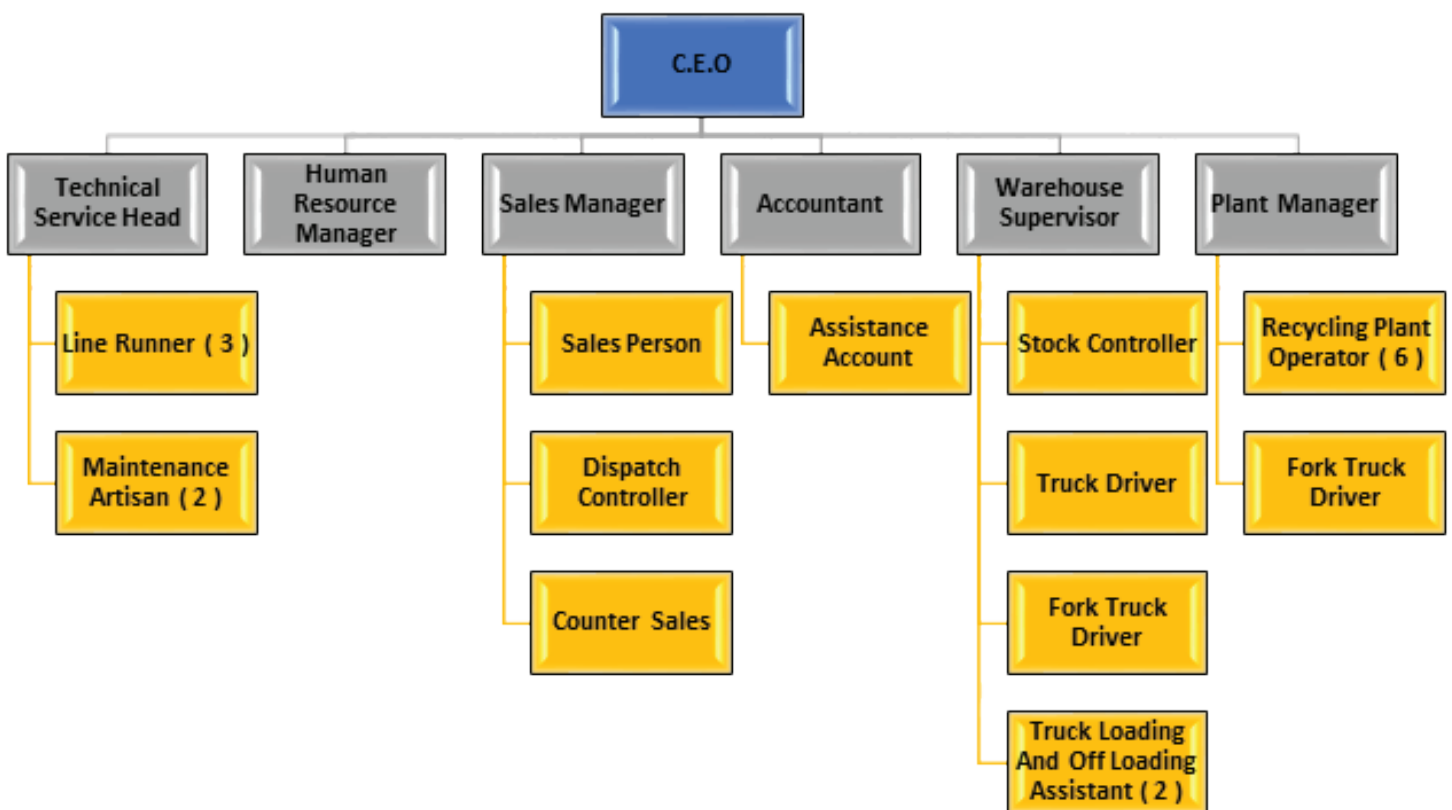 C.E.O
Technical
Service Head
Human
Resource
Manager
Sales Manager
Accountant
Warehouse
Supervisor
Plant Manager
Line Runner ( 3 )
Maintenance
Artisan ( 2 )
Sales Person
Dispatch
Controller
Counter Sales
Assistance
Account
Stock Controller
Truck Driver
Fork Truck
Driver
Truck Loading
And Off Loading
Assistant ( 2 )
Recycling Plant
Operator ( 6 )
Fork Truck
Driver